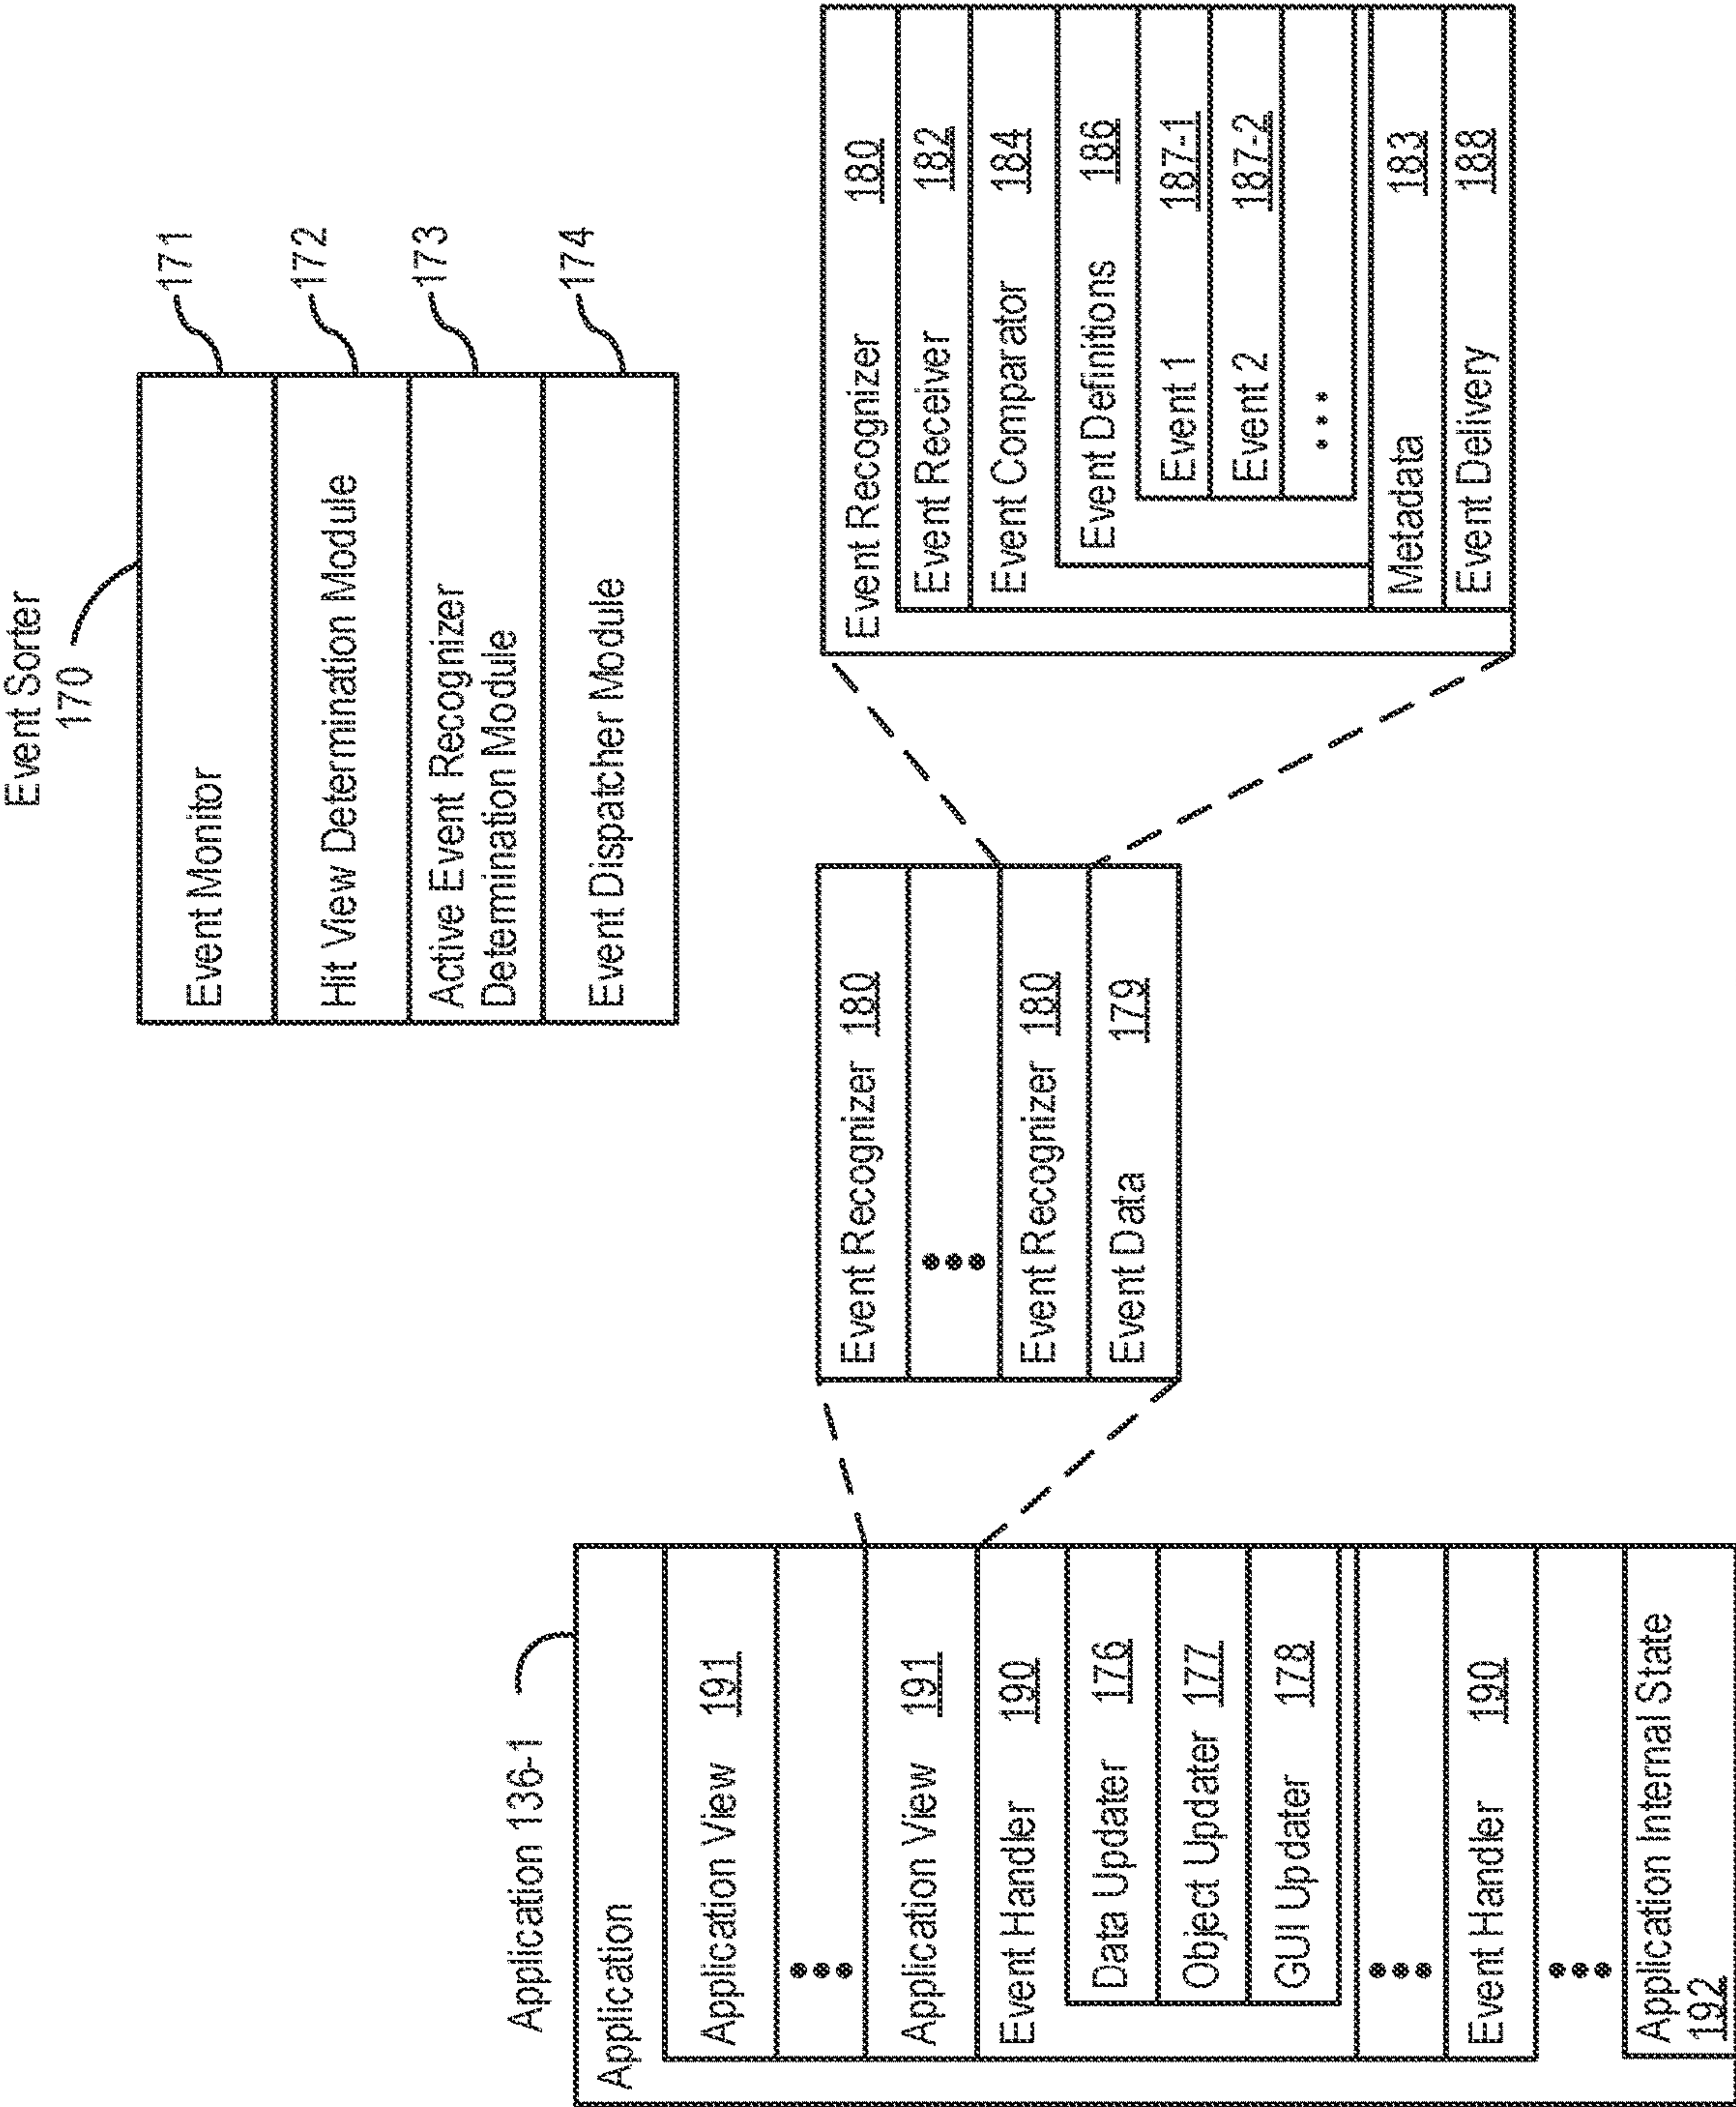 Event Sorter
170
Event Monitor
171
Hit View Determination Module
172
Active Event Recognizer
Determination Module
173
Event Dispatcher Module
174
Application 136-1
Application
Application View 191
Application View 191
Event Handler 190
Data Updater 176
Object Updater 177
GUI Updater 178
Event Handler 190
Application Internal State
192
Event Recognizer 180
Event Recognizer 180
Event Data 179
Event Recognizer 180
Event Receiver 182
Event Comparator 184
Event Definitions 186
Event 1 187-1
Event 2 187-2
Metadata 183
Event Delivery 188